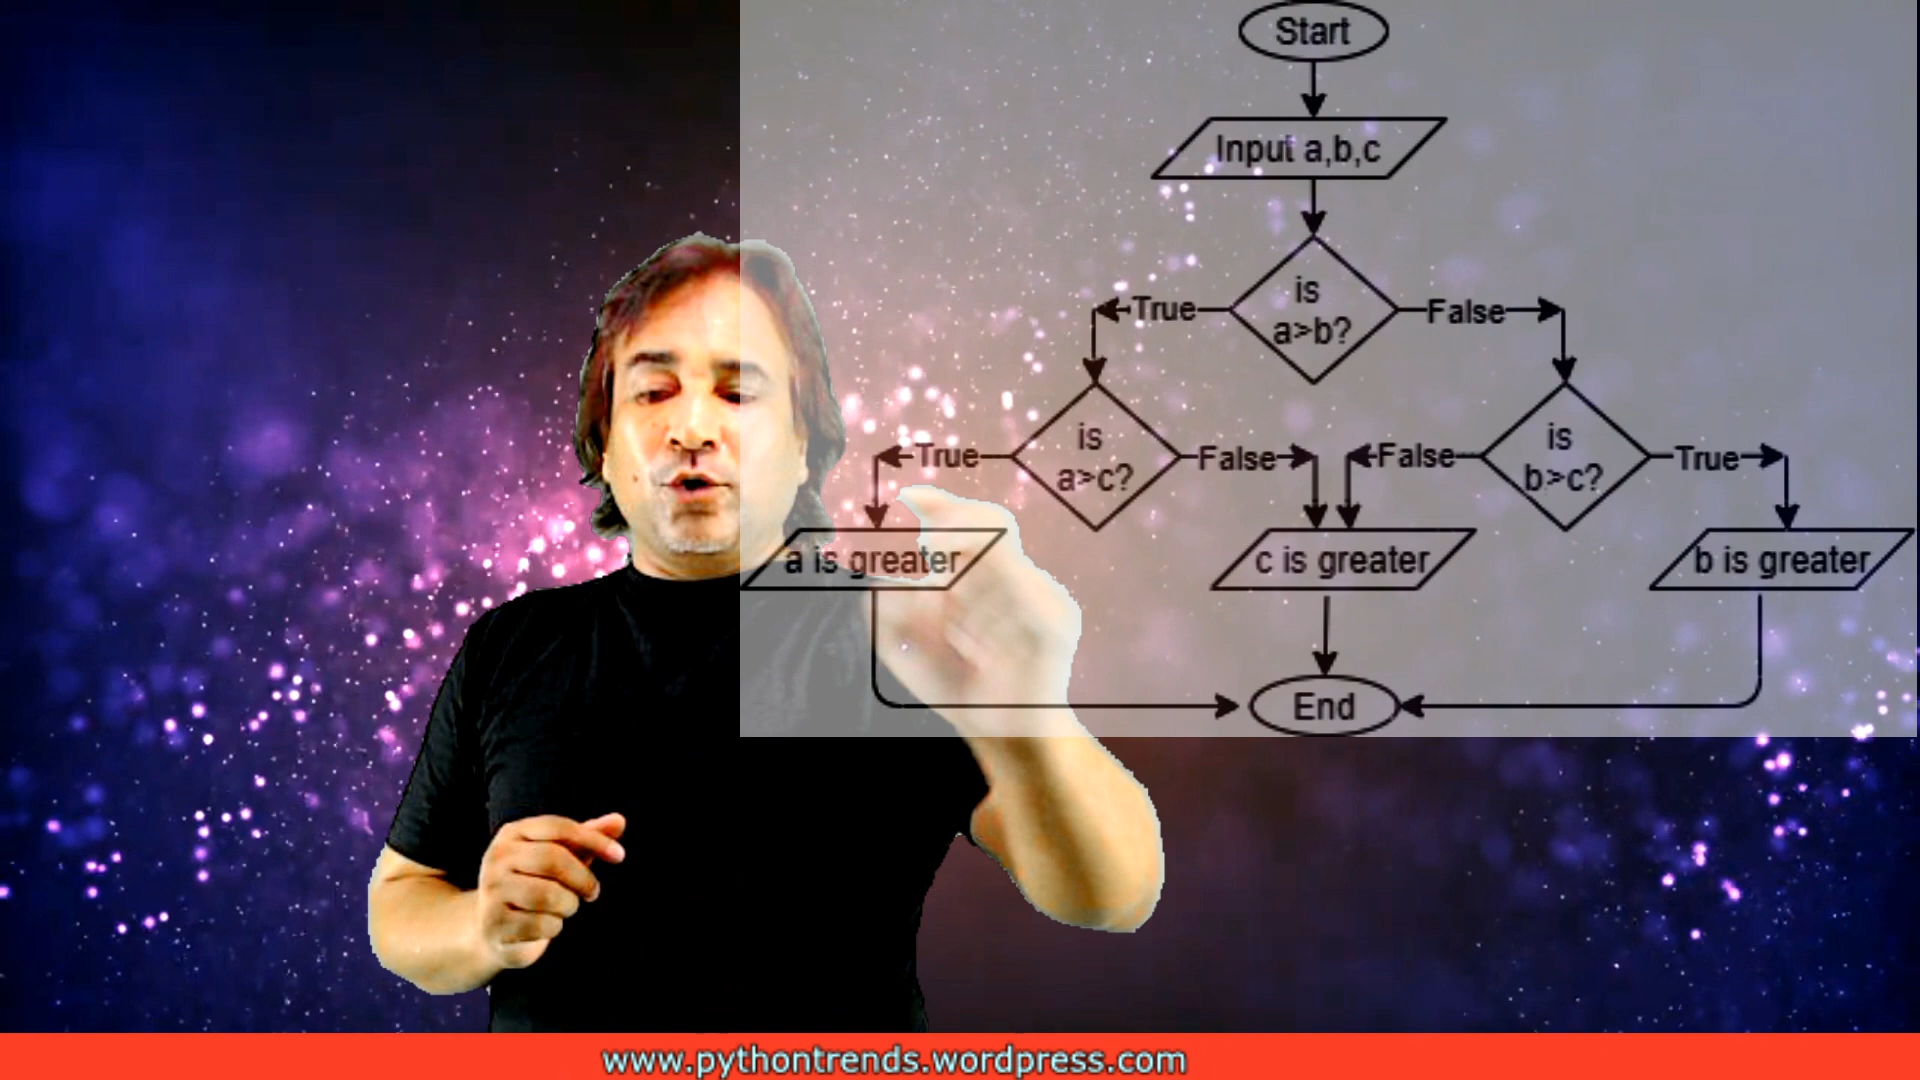 Start
Input a,b,c
is
a>b?
True
False
is
a>c?
is
b>c?
True
False
False
True
a is greater
c is greater
b is greater
End
www.pythontrends.wordpress.com